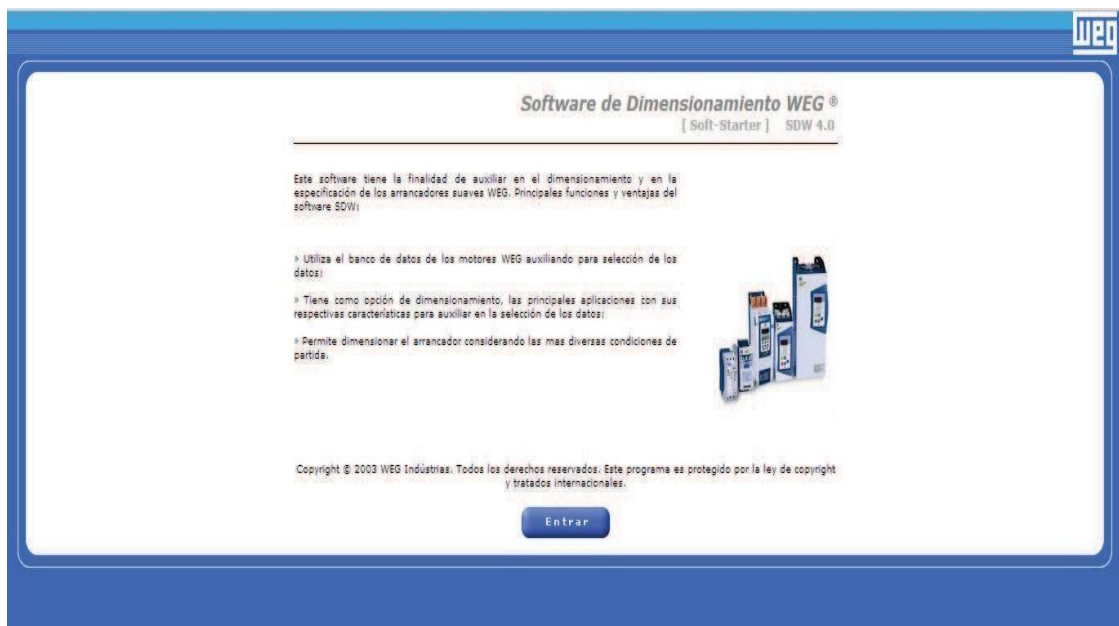 weg
Software de Dimensionamiento WEG ®
[ Soft-Starter ] SDW 4.0
Este software tiene la finalidad de auxiliar en el dimensionamiento y en la
especificación de los arrancadores suaves WEG. Principales funciones y ventajas del
software SDW:
» Utiliza el banco de datos de los motores WEG auxiliando para selección de los
datos;
» Tiene como opción de dimensionamiento, las principales aplicaciones con sus
respectivas características para auxiliar en la selección de los datos;
» Permite dimensionar el arrancador considerando las mas diversas condiciones de
partida.
Copyright © 2003 WEG Indústrias. Todos los derechos reservados. Este programa es protegido por la ley de copyright
y tratados internacionales.
Entrar